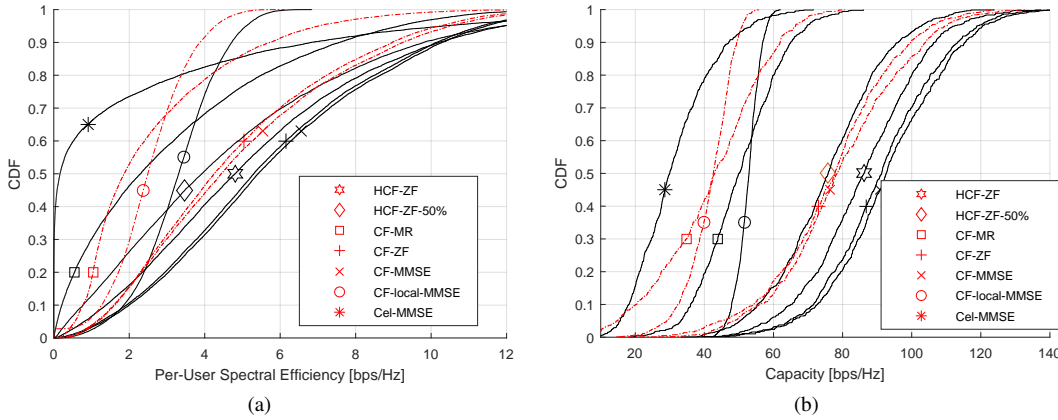 1
0.9
0.8
0.7
0.6
0.5
0.4
0.3
0.2
0.1
0
CDF
0 2 4 6 8 10 12
Per-User Spectral Efficiency [bps/Hz]
HCF-ZF
HCF-ZF-50%
CF-MR
CF-ZF
CF-MMSE
CF-local-MMSE
Cel-MMSE
(a)
1
0.9
0.8
0.7
0.6
0.5
0.4
0.3
0.2
0.1
0
CDF
20 40 60 80 100 120 140
Capacity [bps/Hz]
HCF-ZF
HCF-ZF-50%
CF-MR
CF-ZF
CF-MMSE
CF-local-MMSE
Cel-MMSE
(b)